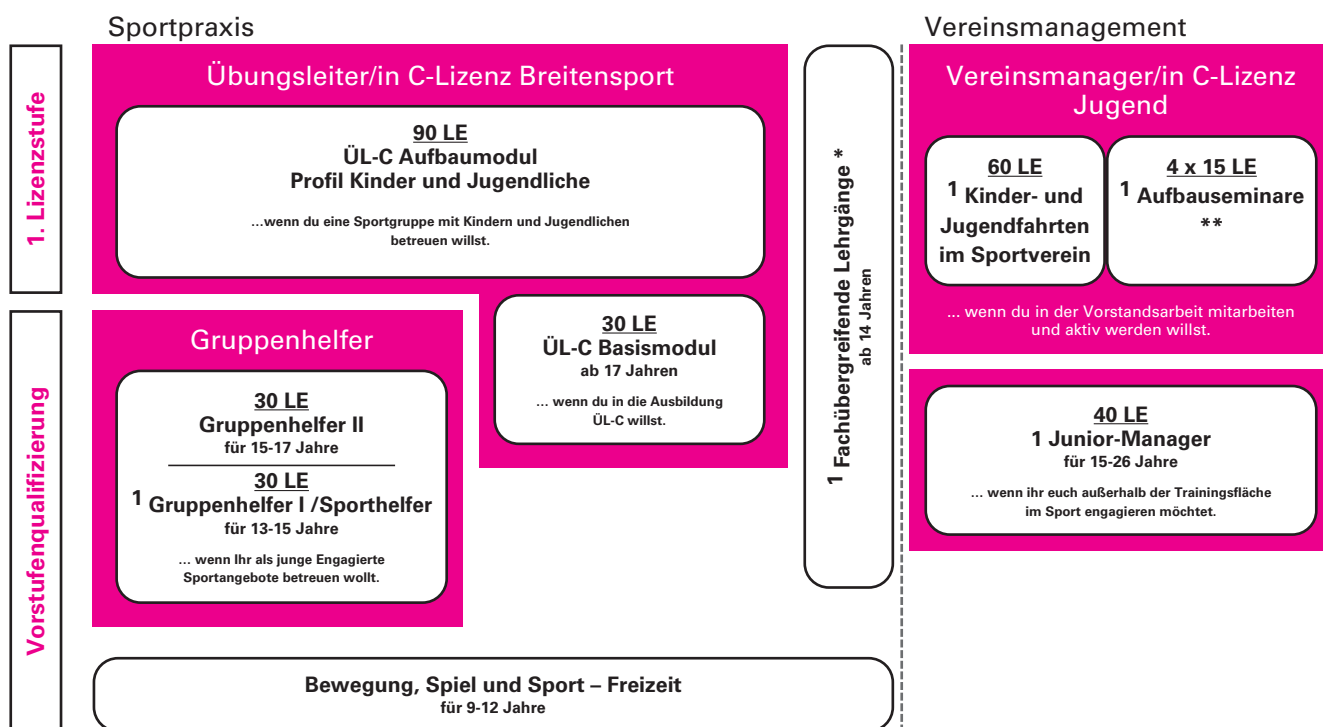 Sportpraxis
Vereinsmanagement
1. Lizenzstufe
Übungsleiter/in C-Lizenz Breitensport
90 LE
ÜL-C Aufbaumodul
Profil Kinder und Jugendliche
...wenn du eine Sportgruppe mit Kindern und Jugendlichen
betreuen willst.
30 LE
ÜL-C Basismodul
ab 17 Jahren
... wenn du in die Ausbildung
ÜL-C willst.
Vorstufenqualifizierung
Gruppenhelfer
30 LE
Gruppenhelfer II
für 15-17 Jahre
30 LE
1 Gruppenhelfer I /Sporthelfer
für 13-15 Jahre
... wenn Ihr als junge Engagierte
Sportangebote betreuen wollt.
1 Fachübergreifende Lehrgänge *
ab 14 Jahren
Vereinsmanager/in C-Lizenz
Jugend
60 LE
1 Kinder- und
Jugendfahrten
im Sportverein
4 x 15 LE
1 Aufbauseminare
**
... wenn du in der Vorstandsarbeit mitarbeiten
und aktiv werden willst.
40 LE
1 Junior-Manager
für 15-26 Jahre
... wenn ihr euch außerhalb der Trainingsfläche
im Sport engagieren möchtet.
Bewegung, Spiel und Sport – Freizeit
für 9-12 Jahre